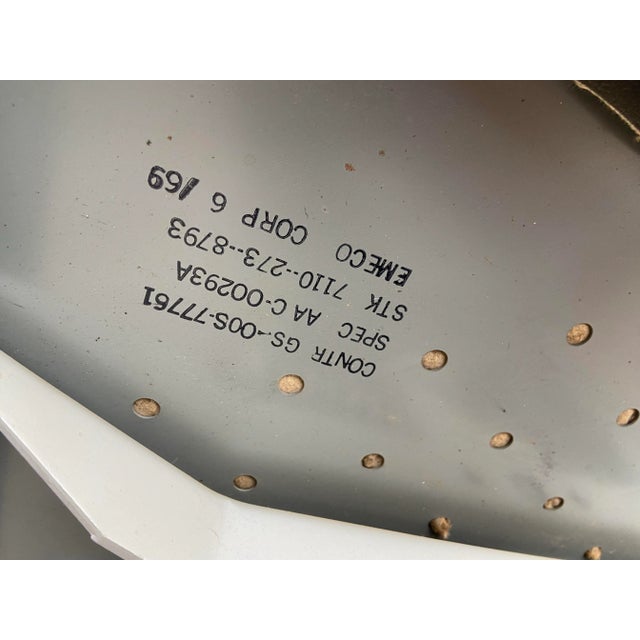 CONTR GS-00S-77761
SPEC AA C-00293A
STK 7110--273--8793
EMECO CORP 6/69